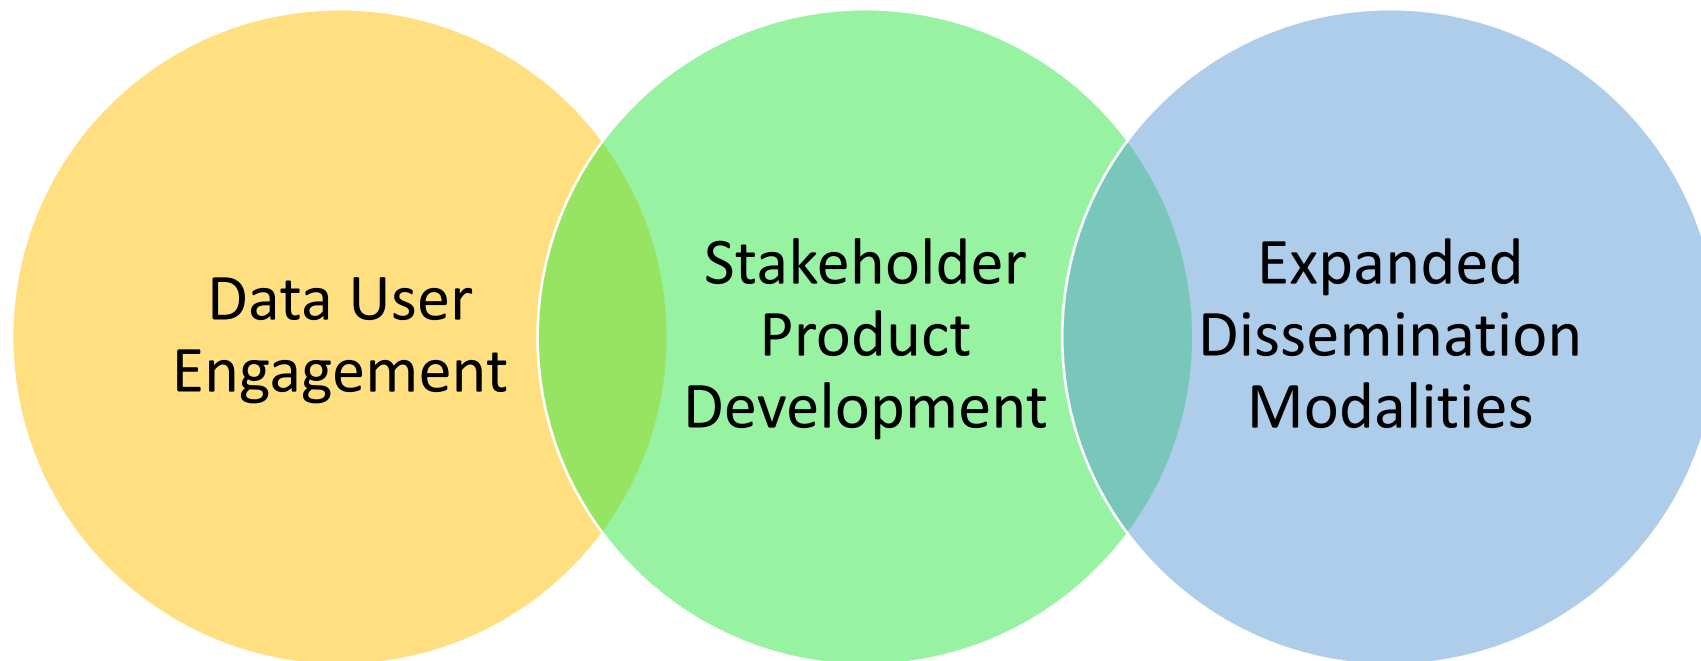 Data User
Engagement
Stakeholder
Product
Development
Expanded
Dissemination
Modalities